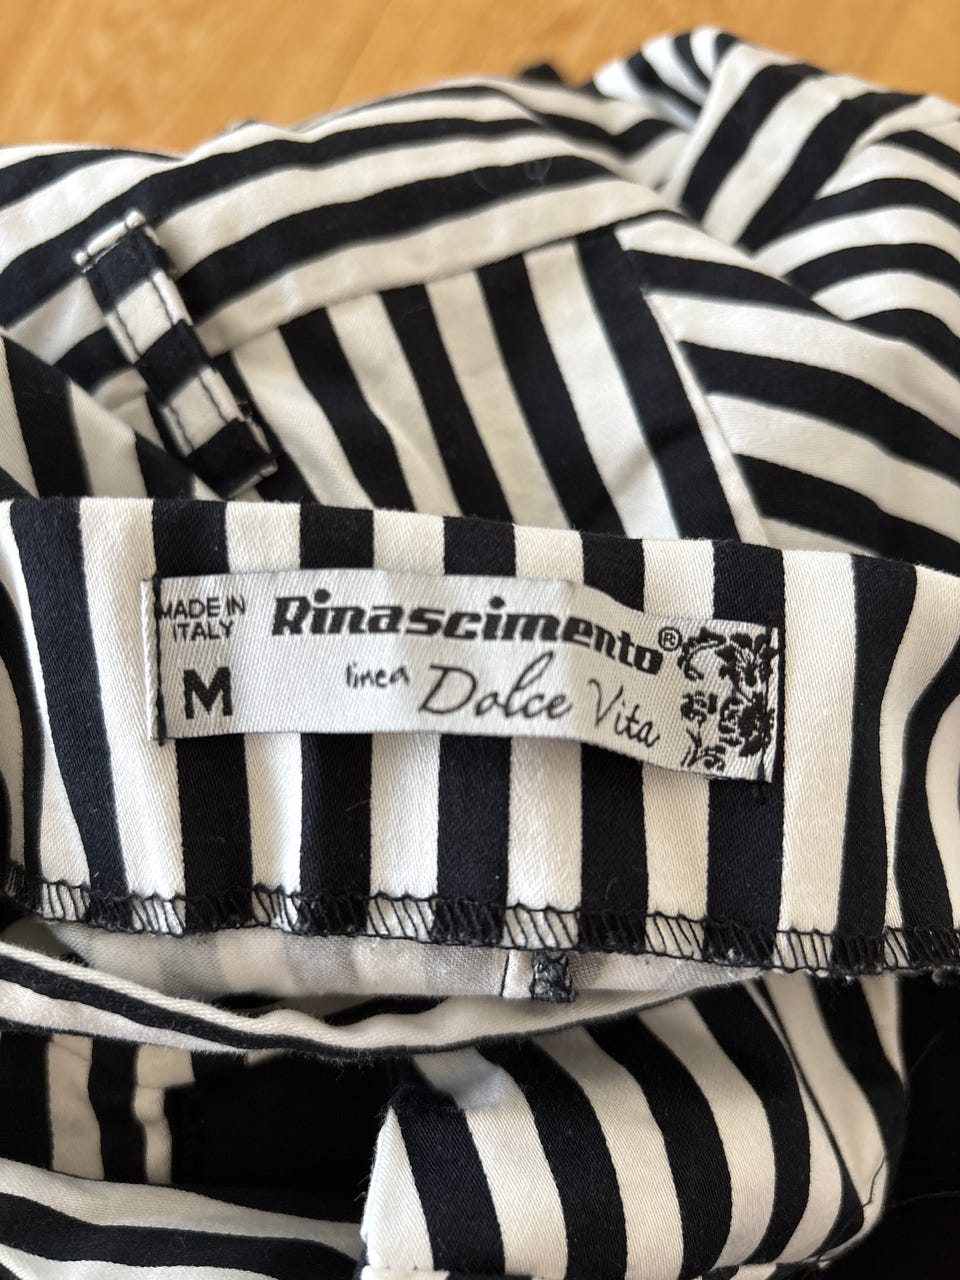 MADE IN
ITALY
M
Rinascimento®
linea Dolce Vita